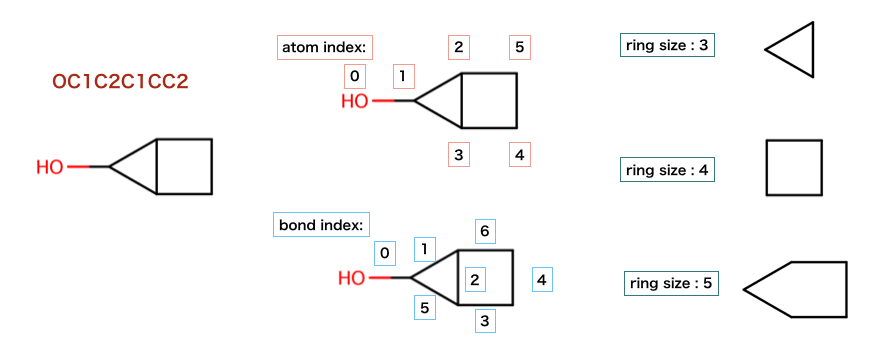 OC1C2C1CC2
HO
atom index:
2
5
0
1
HO
3
4
bond index:
6
0
1
HO
2
4
5
3
ring size : 3
ring size : 4
ring size : 5